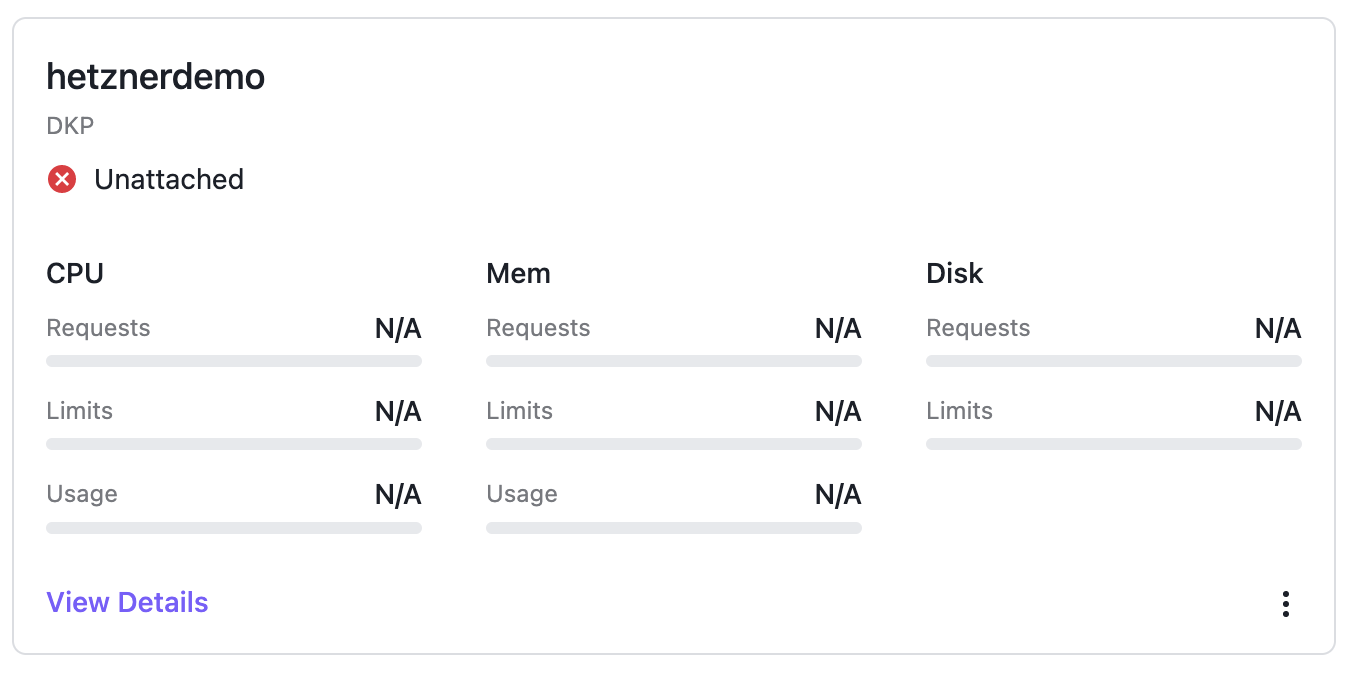 hetznerdemo
DKP
Unattached
CPU
Requests N/A
Limits N/A
Usage N/A
Mem
Requests N/A
Limits N/A
Usage N/A
Disk
Requests N/A
Limits N/A
View Details